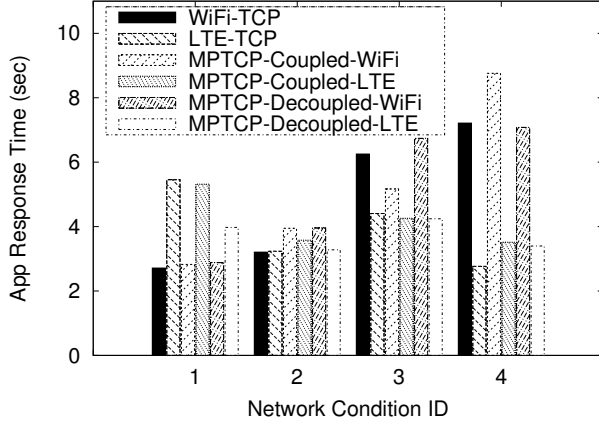 WiFi-TCP
LTE-TCP
MPTCP-Coupled-WiFi
MPTCP-Coupled-LTE
MPTCP-Decoupled-WiFi
MPTCP-Decoupled-LTE
App Response Time (sec)
10
8
6
4
2
0
1 2 3 4
Network Condition ID